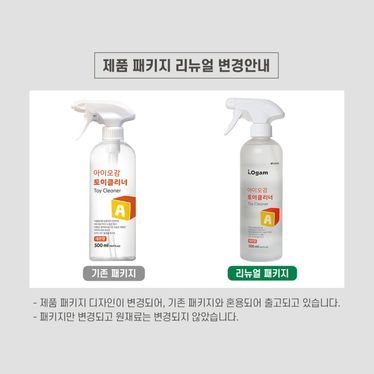 제품 패키지 리뉴얼 변경안내
아이오감
토이클리너
Toy Cleaner
A
500 ml
i.Ogam
아이오감
토이클리너
Toy Cleaner
A
500 ml
기존 패키지
리뉴얼 패키지
- 제품 패키지 디자인이 변경되어, 기존 패키지와 혼용되어 출고되고 있습니다.
- 패키지만 변경되고 원재료는 변경되지 않았습니다.